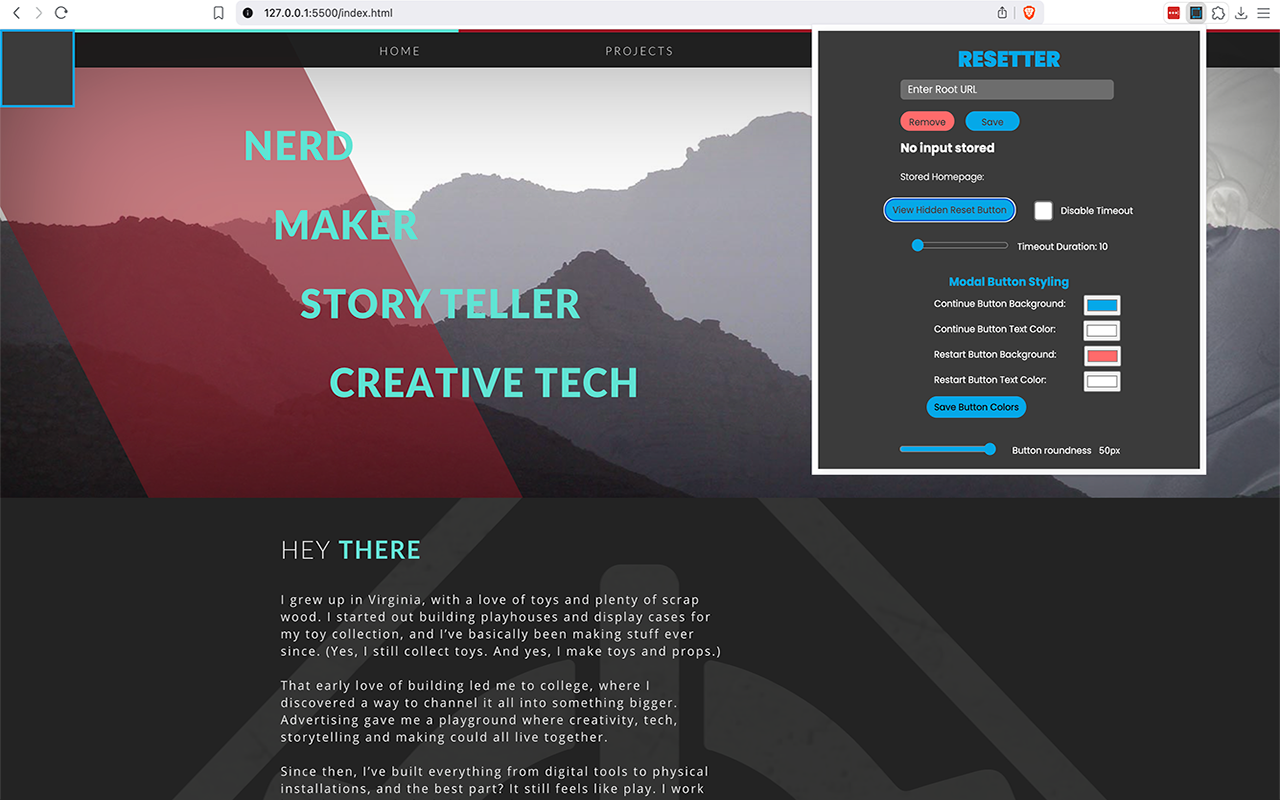 127.0.0.1:5500/index.html
HOME
PROJECTS
NERD
MAKER
STORY TELLER
CREATIVE TECH
RESETTER
Enter Root URL
Remove
Save
No input stored
Stored Homepage:
View Hidden Reset Button
Disable Timeout
Timeout Duration: 10
Modal Button Styling
Continue Button Background:
Continue Button Text Color:
Restart Button Background:
Restart Button Text Color:
Save Button Colors
Button roundness 50px
HEY THERE
I grew up in Virginia, with a love of toys and plenty of scrap
wood. I started out building playhouses and display cases for
my toy collection, and I've basically been making stuff ever
since. (Yes, I still collect toys. And yes, I make toys and props.)
That early love of building led me to college, where I
discovered a way to channel it all into something bigger.
Advertising gave me a playground where creativity, tech,
storytelling and making could all live together.
Since then, I've built everything from digital tools to physical
installations, and the best part? It still feels like play. I work